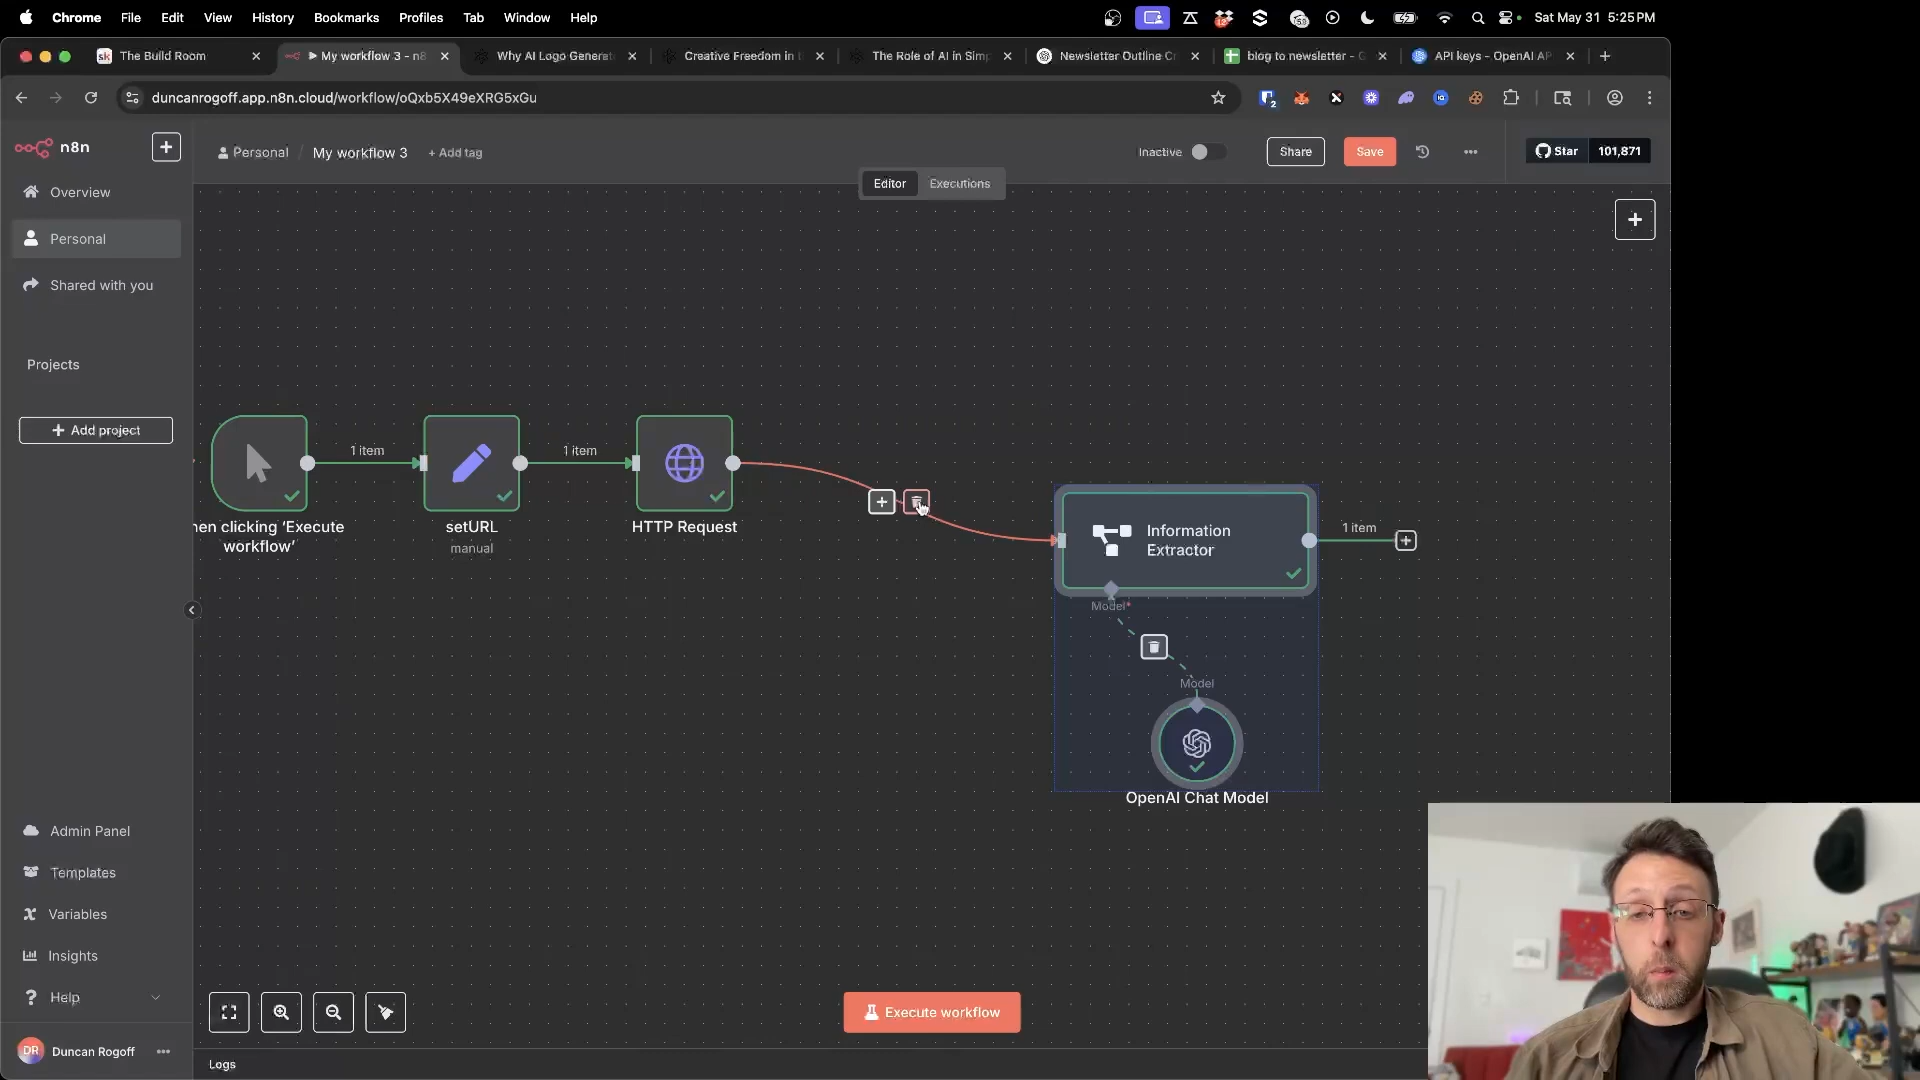 Chrome File Edit View History Bookmarks Profiles Tab Window Help
Sat May 31 5:25 PM
The Build Room
My workflow 3 - n8
Why AI Logo Generat
Creative Freedom in t
The Role of AI in Simp
Newsletter Outline Cr
blog to newsletter - G
API keys - OpenAI AP
duncanrogoff.app.n8n.cloud/workflow/oQxb5X49eXRG5xGu
n8n
Personal / My workflow 3 + Add tag
Inactive
Share
Save
Star 101,871
Editor Executions
Overview
Personal
Shared with you
Projects
Add project
1 item
1 item
hen clicking ‘Execute
workflow’
setURL
manual
HTTP Request
Information
Extractor
1 item
Model*
Model
OpenAI Chat Model
Admin Panel
Templates
Variables
Insights
Help
Execute workflow
DR Duncan Rogoff
Logs